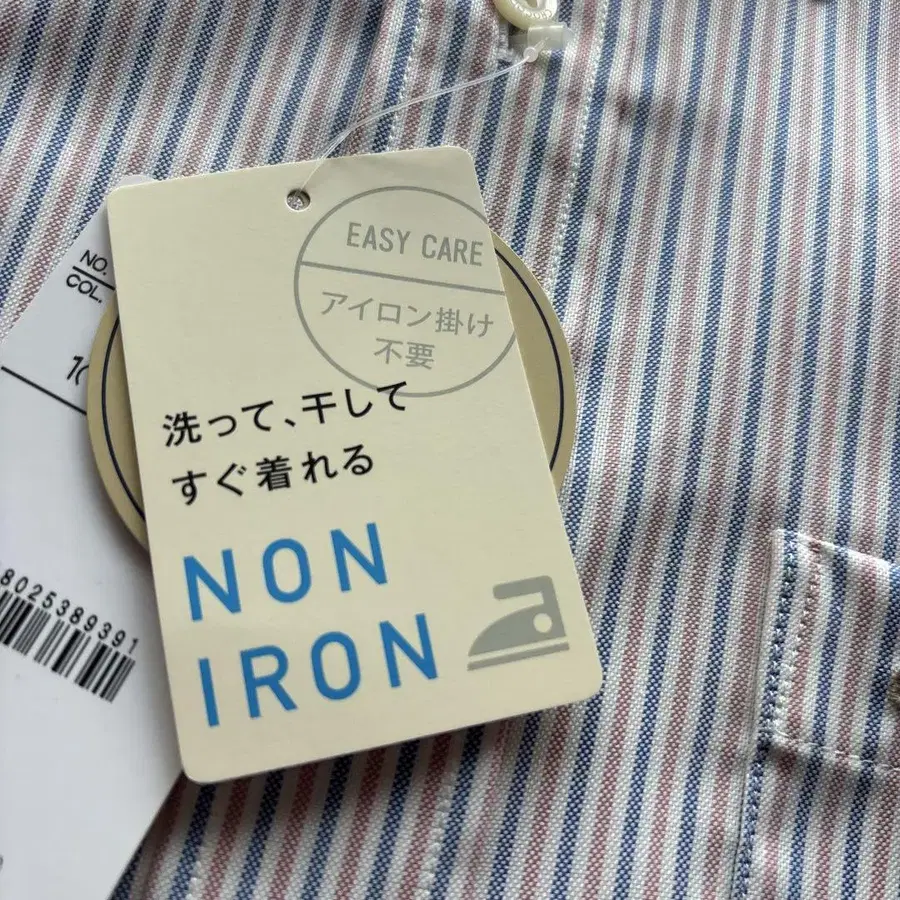 EASY CARE
アイロン掛け
不要
洗って、干して
すぐ着れる
NON
IRON
NO.
COL.
8025389391